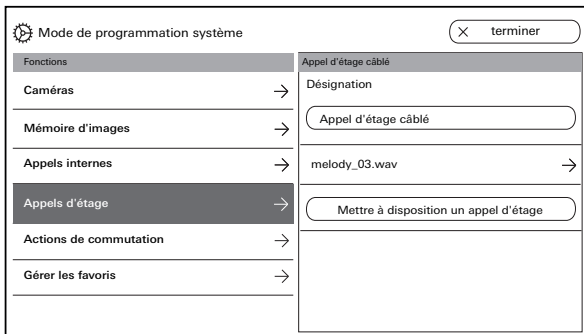 Mode de programmation système
× terminer
Fonctions
Caméras
Mémoire d'images
Appels internes
Appels d'étage
Actions de commutation
Gérer les favoris
Appel d'étage câblé
Désignation
Appel d'étage câblé
melody_03.wav
Mettre à disposition un appel d'étage